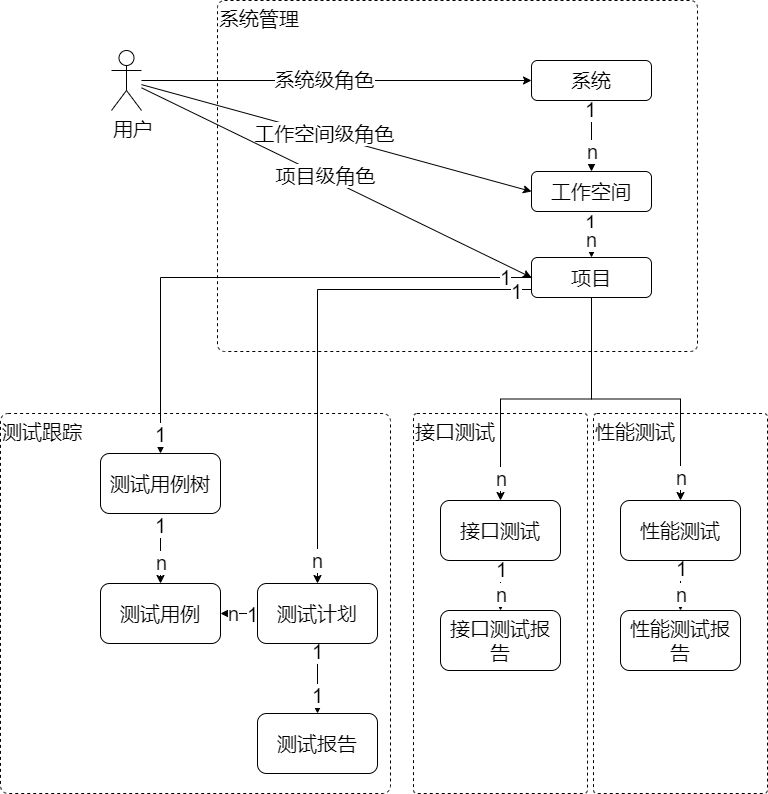 系统管理
用户
系统级角色
系统
1
n
工作空间级角色
工作空间
项目级角色
1
n
项目
1
1
测试跟踪
接口测试
性能测试
1
测试用例树
n
接口测试
n
性能测试
1
n
测试用例
n
1
n
测试计划
1
n
接口测试报
告
1
n
性能测试报
告
1
1
测试报告